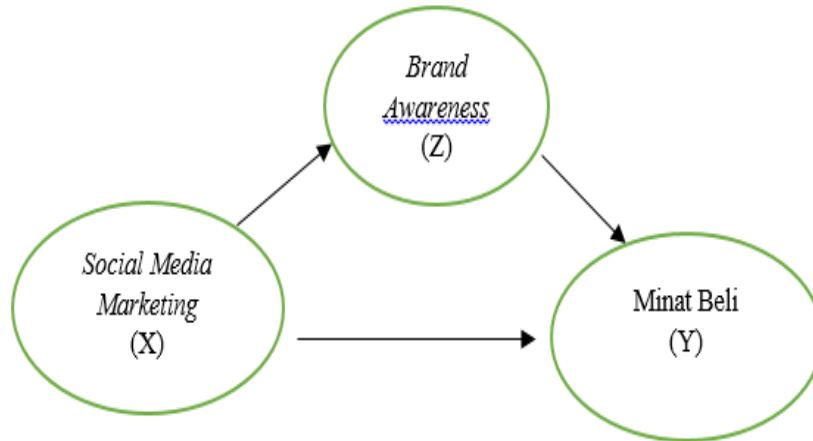 Brand
Awareness
(Z)
Social Media
Marketing
(X)
Minat Beli
(Y)